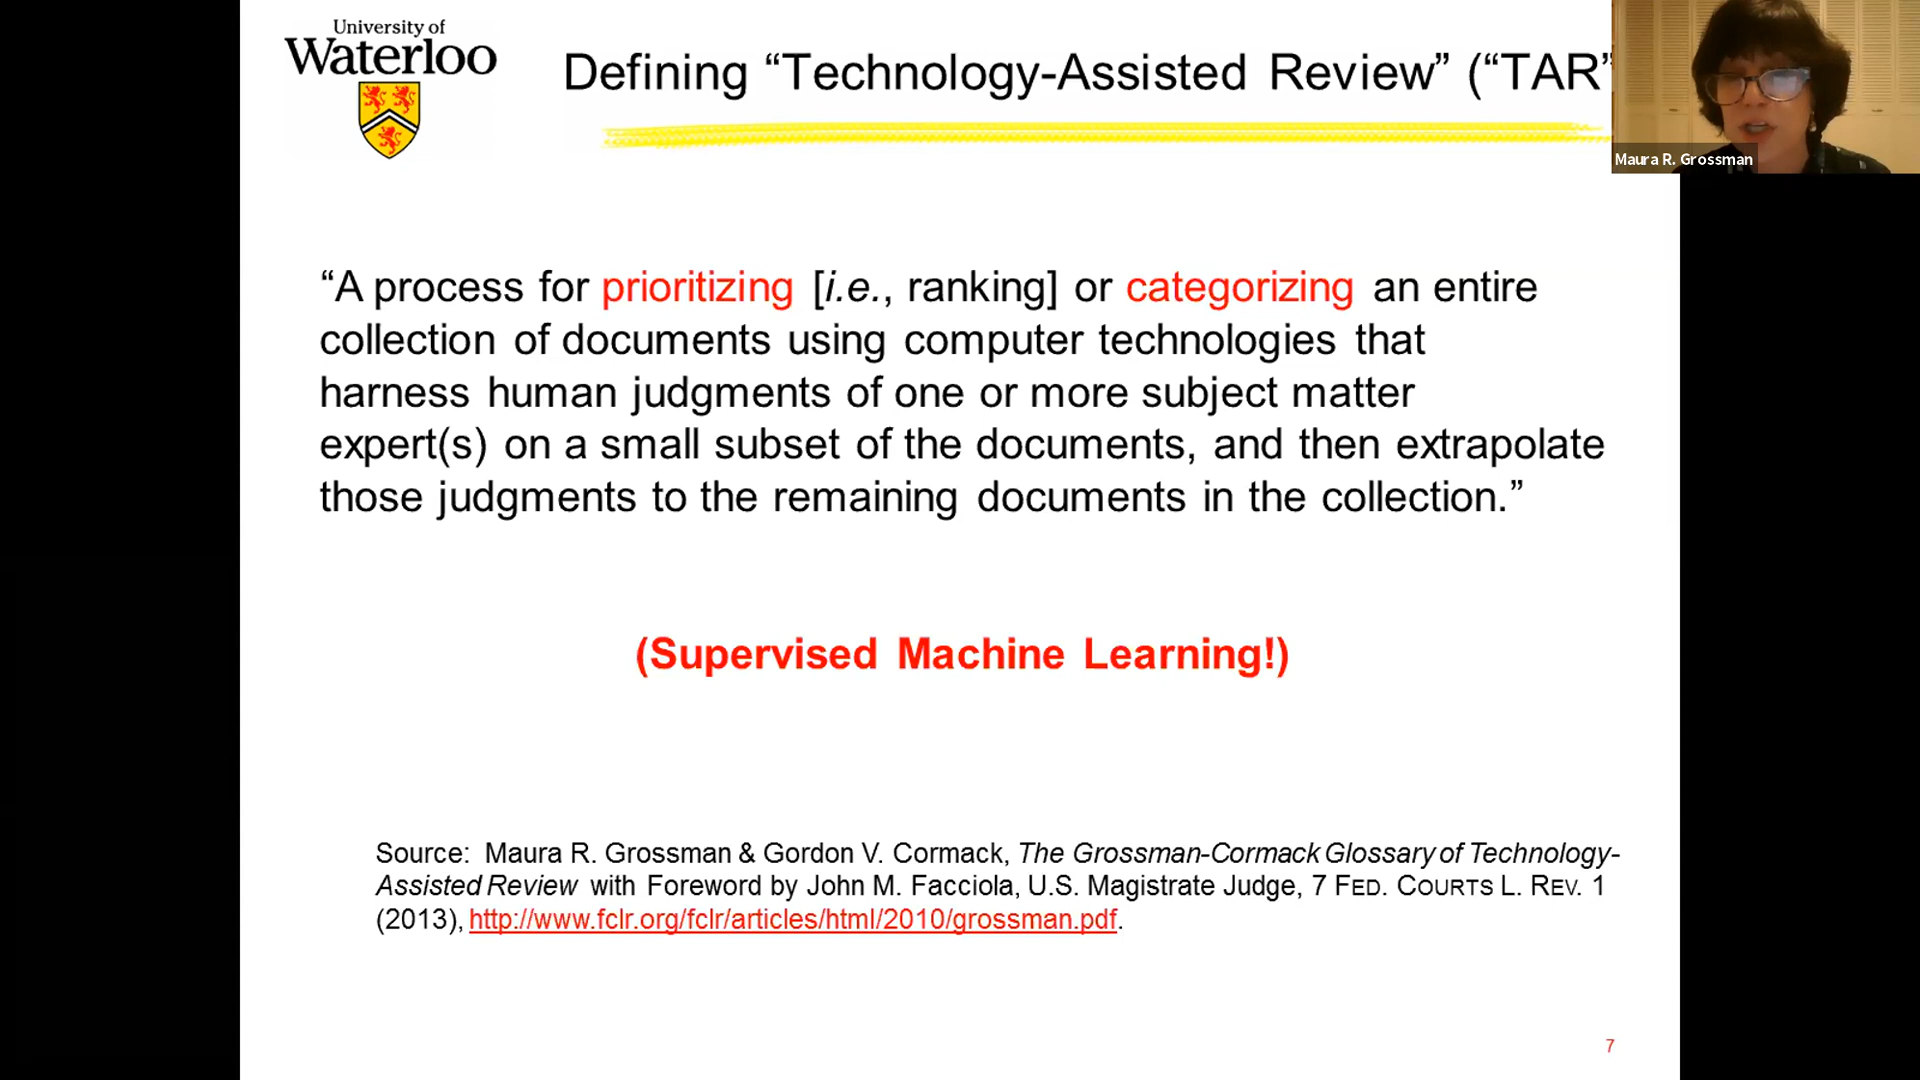 University of
Waterloo
Defining “Technology-Assisted Review” (“TAR”
Maura R. Grossman
“A process for prioritizing [i.e., ranking] or categorizing an entire
collection of documents using computer technologies that
harness human judgments of one or more subject matter
expert(s) on a small subset of the documents, and then extrapolate
those judgments to the remaining documents in the collection.”
(Supervised Machine Learning!)
Source: Maura R. Grossman & Gordon V. Cormack, The Grossman-Cormack Glossary of Technology-
Assisted Review with Foreword by John M. Facciola, U.S. Magistrate Judge, 7 FED. COURTS L. REV. 1
(2013), http://www.fclr.org/fclr/articles/html/2010/grossman.pdf.
7